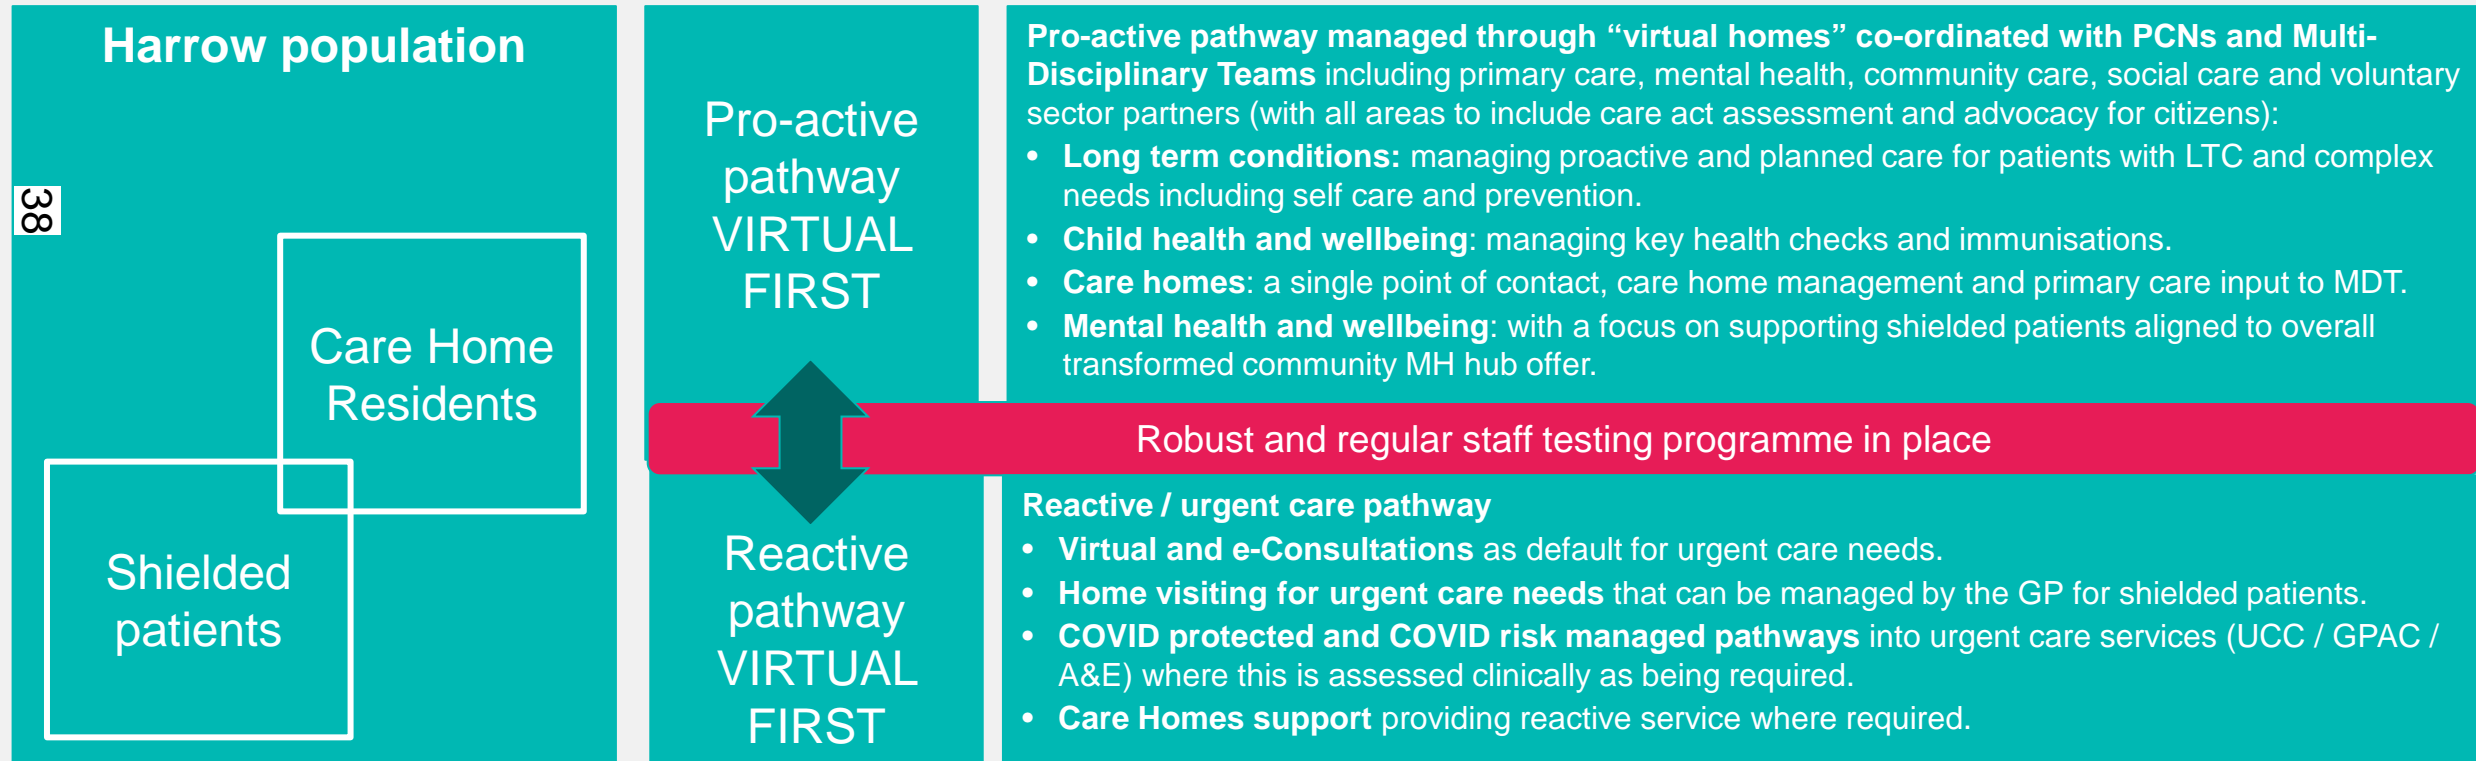 Harrow population
38
Care Home
Residents
Shielded
patients
Pro-active
pathway
VIRTUAL
FIRST
Reactive
pathway
VIRTUAL
FIRST
Pro-active pathway managed through “virtual homes” co-ordinated with PCNs and Multi-
Disciplinary Teams including primary care, mental health, community care, social care and voluntary
sector partners (with all areas to include care act assessment and advocacy for citizens):
• Long term conditions: managing proactive and planned care for patients with LTC and complex
needs including self care and prevention.
• Child health and wellbeing: managing key health checks and immunisations.
• Care homes: a single point of contact, care home management and primary care input to MDT.
• Mental health and wellbeing: with a focus on supporting shielded patients aligned to overall
transformed community MH hub offer.
Robust and regular staff testing programme in place
Reactive / urgent care pathway
• Virtual and e-Consultations as default for urgent care needs.
• Home visiting for urgent care needs that can be managed by the GP for shielded patients.
• COVID protected and COVID risk managed pathways into urgent care services (UCC / GPAC /
A&E) where this is assessed clinically as being required.
• Care Homes support providing reactive service where required.